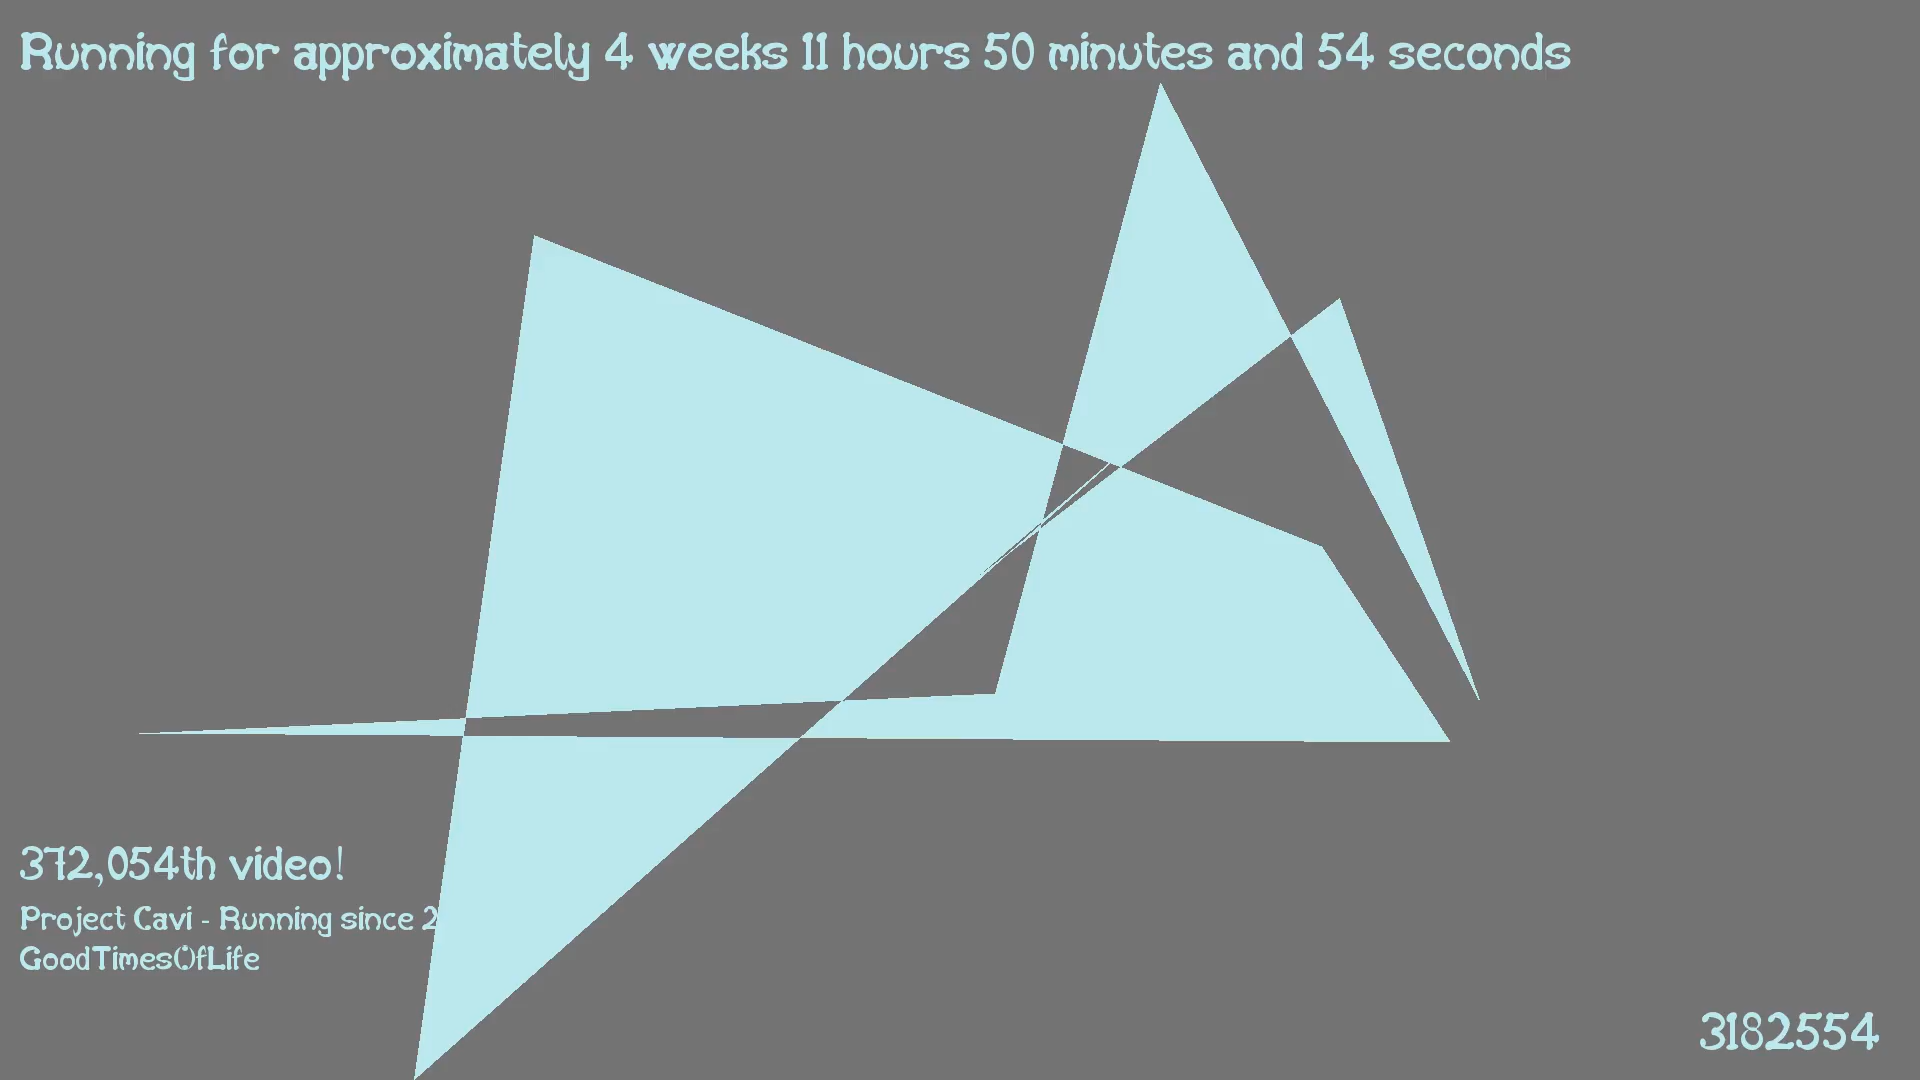 Running for approximately 4 weeks 11 hours 50 minutes and 54 seconds
372,054th video!
Project Cavi - Running since 2
GoodTimesOfLife
3182554